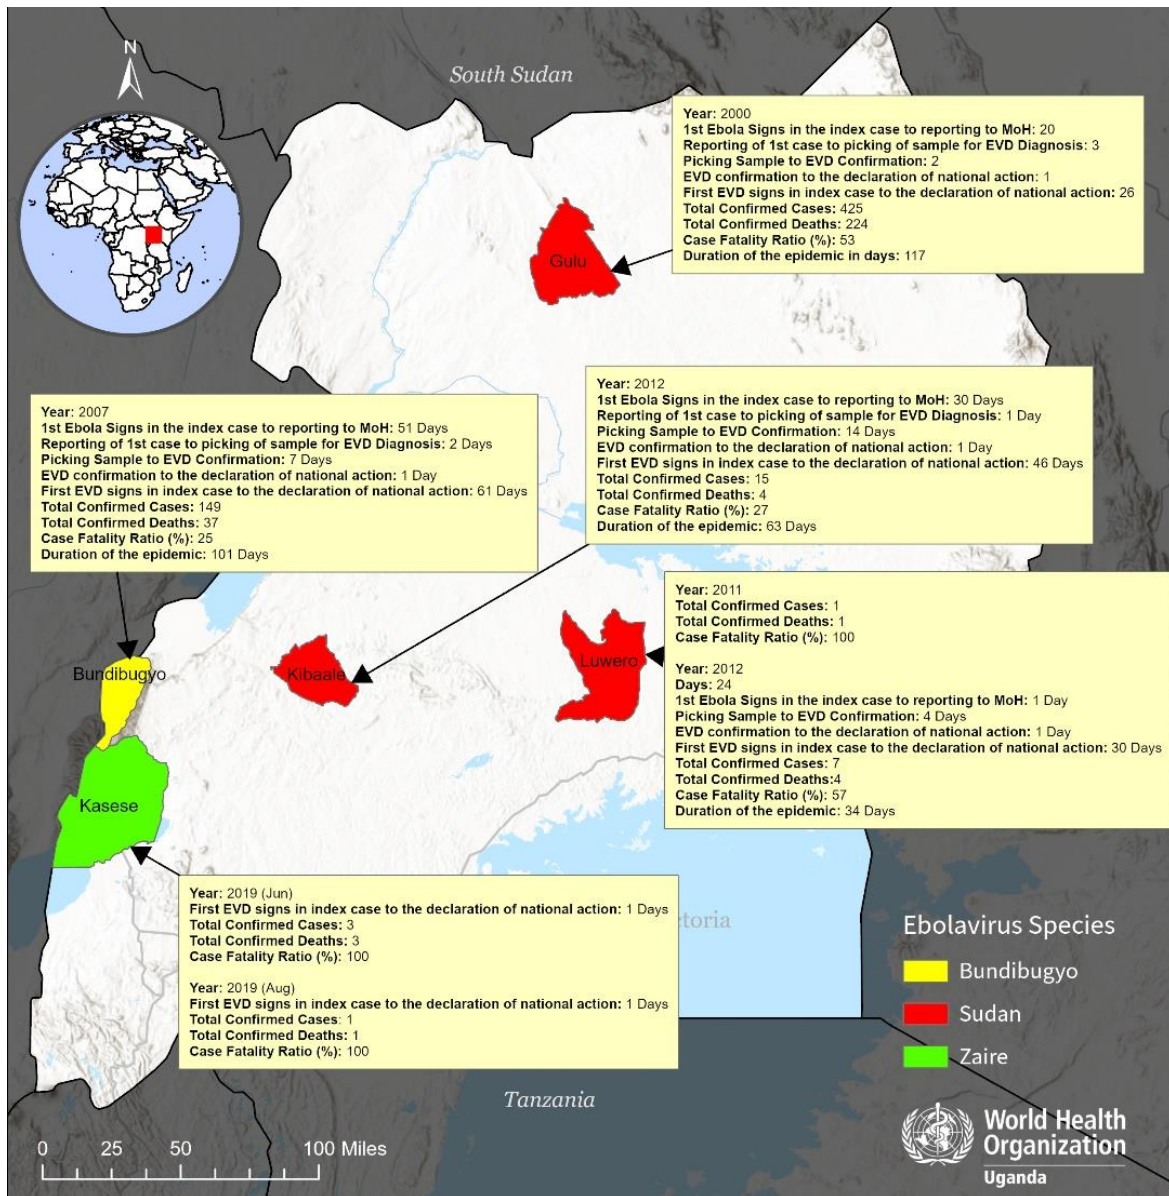 N
South Sudan
Year: 2000
1st Ebola Signs in the index case to reporting to MoH: 20
Reporting of 1st case to picking of sample for EVD Diagnosis: 3
Picking Sample to EVD Confirmation: 2
EVD confirmation to the declaration of national action: 1
First EVD signs in index case to the declaration of national action: 26
Total Confirmed Cases: 425
Total Confirmed Deaths: 224
Case Fatality Ratio (%): 53
Duration of the epidemic in days: 117
Gulu
Year: 2012
1st Ebola Signs in the index case to reporting to MoH: 30 Days
Reporting of 1st case to picking of sample for EVD Diagnosis: 1 Day
Picking Sample to EVD Confirmation: 14 Days
EVD confirmation to the declaration of national action: 1 Day
First EVD signs in index case to the declaration of national action: 46 Days
Total Confirmed Cases: 15
Total Confirmed Deaths: 4
Case Fatality Ratio (%): 27
Duration of the epidemic: 63 Days
Year: 2007
1st Ebola Signs in the index case to reporting to MoH: 51 Days
Reporting of 1st case to picking of sample for EVD Diagnosis: 2 Days
Picking Sample to EVD Confirmation: 7 Days
EVD confirmation to the declaration of national action: 1 Day
First EVD signs in index case to the declaration of national action: 61 Days
Total Confirmed Cases: 149
Total Confirmed Deaths: 37
Case Fatality Ratio (%): 25
Duration of the epidemic: 101 Days
Year: 2011
Total Confirmed Cases: 1
Total Confirmed Deaths: 1
Case Fatality Ratio (%): 100
Year: 2012
Days: 24
1st Ebola Signs in the index case to reporting to MoH: 1 Day
Picking Sample to EVD Confirmation: 4 Days
EVD confirmation to the declaration of national action: 1 Day
First EVD signs in index case to the declaration of national action: 30 Days
Total Confirmed Cases: 7
Total Confirmed Deaths:4
Case Fatality Ratio (%): 57
Duration of the epidemic: 34 Days
Bundibugyo
Kibaale
Luwero
Kasese
Year: 2019 (Jun)
First EVD signs in index case to the declaration of national action: 1 Days
Total Confirmed Cases: 3
Total Confirmed Deaths: 3
Case Fatality Ratio (%): 100
Year: 2019 (Aug)
First EVD signs in index case to the declaration of national action: 1 Days
Total Confirmed Cases: 1
Total Confirmed Deaths: 1
Case Fatality Ratio (%): 100
ctoria
Ebolavirus Species
Bundibugyo
Sudan
Zaire
Tanzania
0 25 50 100 Miles
World Health
Organization
Uganda